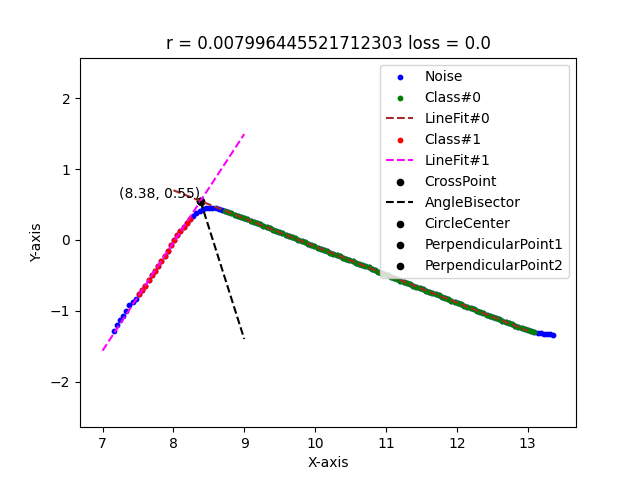 r = 0.007996445521712303 loss = 0.0
Noise
Class#0
LineFit#0
Class#1
LineFit#1
CrossPoint
AngleBisector
CircleCenter
PerpendicularPoint1
PerpendicularPoint2
(8.38, 0.55)
Y-axis
2
1
0
−1
−2
7 8 9 10 11 12 13
X-axis